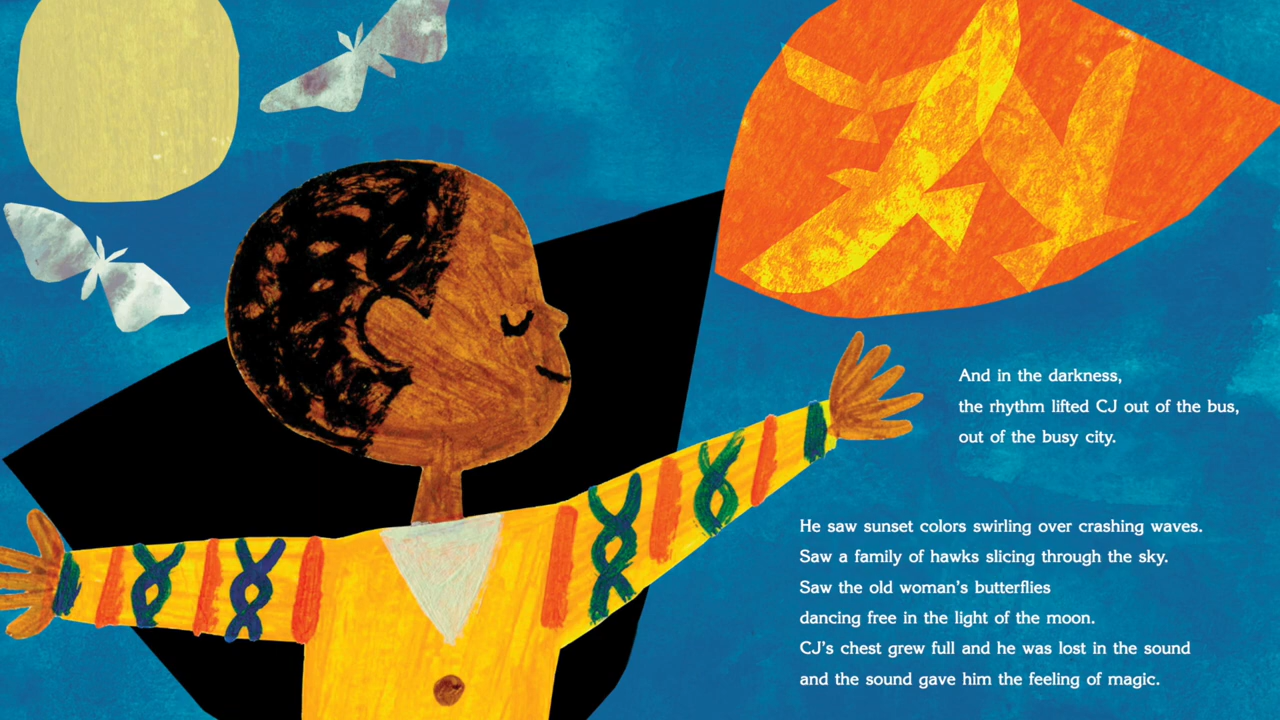 And in the darkness,
the rhythm lifted CJ out of the bus,
out of the busy city.
He saw sunset colors swirling over crashing waves.
Saw a family of hawks slicing through the sky.
Saw the old woman's butterflies
dancing free in the light of the moon.
CJ's chest grew full and he was lost in the sound
and the sound gave him the feeling of magic.